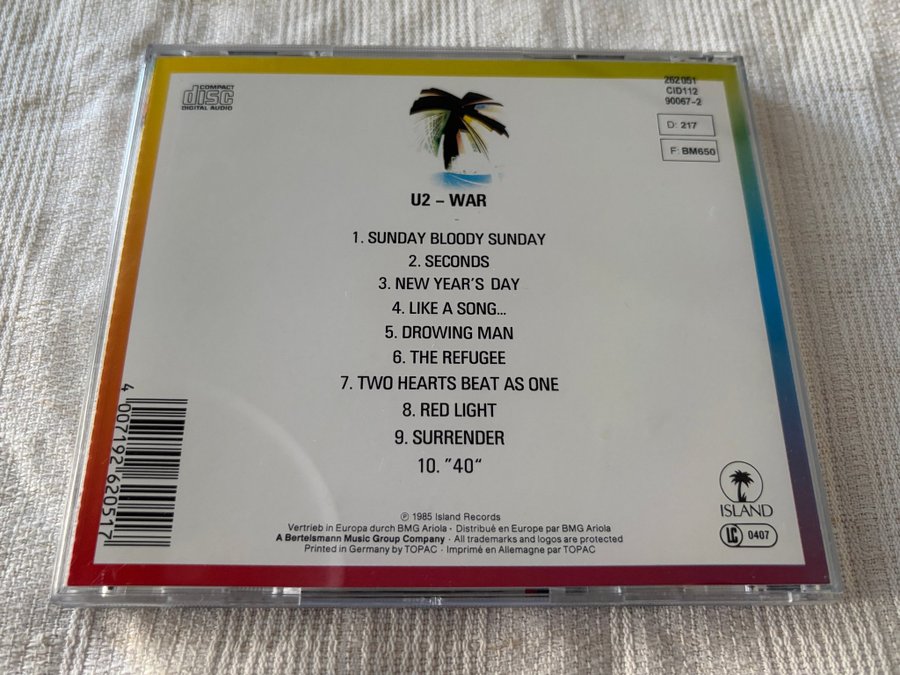 COMPACT
disc
DIGITAL AUDIO
262 051
CID112
90067-2
D: 217
F: BM650
U2 – WAR
1. SUNDAY BLOODY SUNDAY
2. SECONDS
3. NEW YEAR'S DAY
4. LIKE A SONG...
5. DROWING MAN
6. THE REFUGEE
7. TWO HEARTS BEAT AS ONE
8. RED LIGHT
9. SURRENDER
10. "40"
4 007192 620517
ISLAND
LC 0407
℗ 1985 Island Records
Vertrieb in Europa durch BMG Ariola · Distribué en Europe par BMG Ariola
A Bertelsmann Music Group Company · All trademarks and logos are protected
Printed in Germany by TOPAC · Imprimé en Allemagne par TOPAC